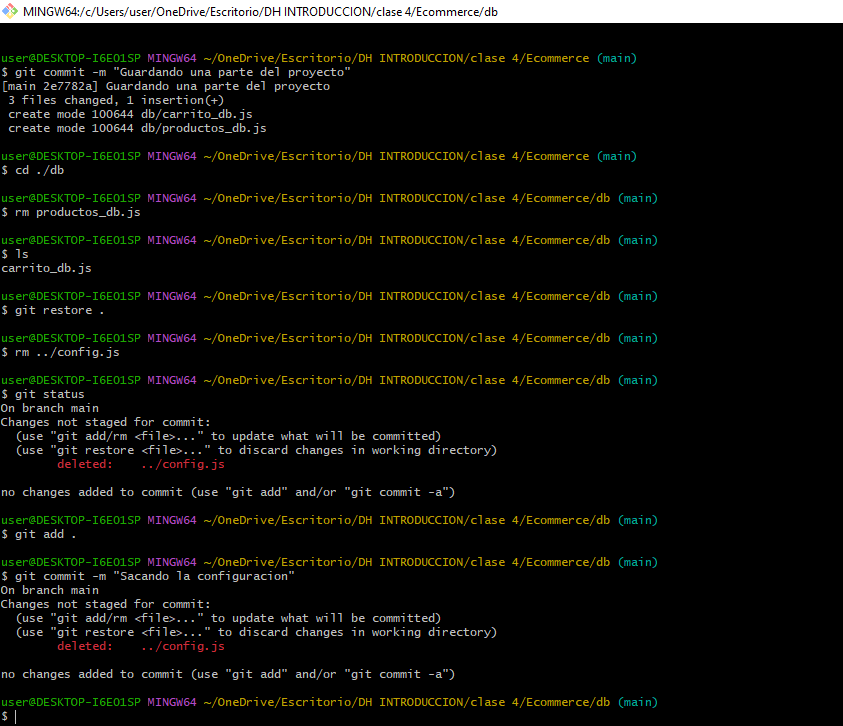 MINGW64:/c/Users/user/OneDrive/Escritorio/DH INTRODUCCION/clase 4/Ecommerce/db
user@DESKTOP-I6EO1SP MINGW64 ~/OneDrive/Escritorio/DH INTRODUCCION/clase 4/Ecommerce (main)
$ git commit -m "Guardando una parte del proyecto"
[main 2e7782a] Guardando una parte del proyecto
 3 files changed, 1 insertion(+)
 create mode 100644 db/carrito_db.js
 create mode 100644 db/productos_db.js
user@DESKTOP-I6EO1SP MINGW64 ~/OneDrive/Escritorio/DH INTRODUCCION/clase 4/Ecommerce (main)
$ cd ./db
user@DESKTOP-I6EO1SP MINGW64 ~/OneDrive/Escritorio/DH INTRODUCCION/clase 4/Ecommerce/db (main)
$ rm productos_db.js
user@DESKTOP-I6EO1SP MINGW64 ~/OneDrive/Escritorio/DH INTRODUCCION/clase 4/Ecommerce/db (main)
$ ls
carrito_db.js
user@DESKTOP-I6EO1SP MINGW64 ~/OneDrive/Escritorio/DH INTRODUCCION/clase 4/Ecommerce/db (main)
$ git restore .
user@DESKTOP-I6EO1SP MINGW64 ~/OneDrive/Escritorio/DH INTRODUCCION/clase 4/Ecommerce/db (main)
$ rm ../config.js
user@DESKTOP-I6EO1SP MINGW64 ~/OneDrive/Escritorio/DH INTRODUCCION/clase 4/Ecommerce/db (main)
$ git status
On branch main
Changes not staged for commit:
  (use "git add/rm <file>..." to update what will be committed)
  (use "git restore <file>..." to discard changes in working directory)
        deleted:    ../config.js
no changes added to commit (use "git add" and/or "git commit -a")
user@DESKTOP-I6EO1SP MINGW64 ~/OneDrive/Escritorio/DH INTRODUCCION/clase 4/Ecommerce/db (main)
$ git add .
user@DESKTOP-I6EO1SP MINGW64 ~/OneDrive/Escritorio/DH INTRODUCCION/clase 4/Ecommerce/db (main)
$ git commit -m "Sacando la configuracion"
On branch main
Changes not staged for commit:
  (use "git add/rm <file>..." to update what will be committed)
  (use "git restore <file>..." to discard changes in working directory)
        deleted:    ../config.js
no changes added to commit (use "git add" and/or "git commit -a")
user@DESKTOP-I6EO1SP MINGW64 ~/OneDrive/Escritorio/DH INTRODUCCION/clase 4/Ecommerce/db (main)
$